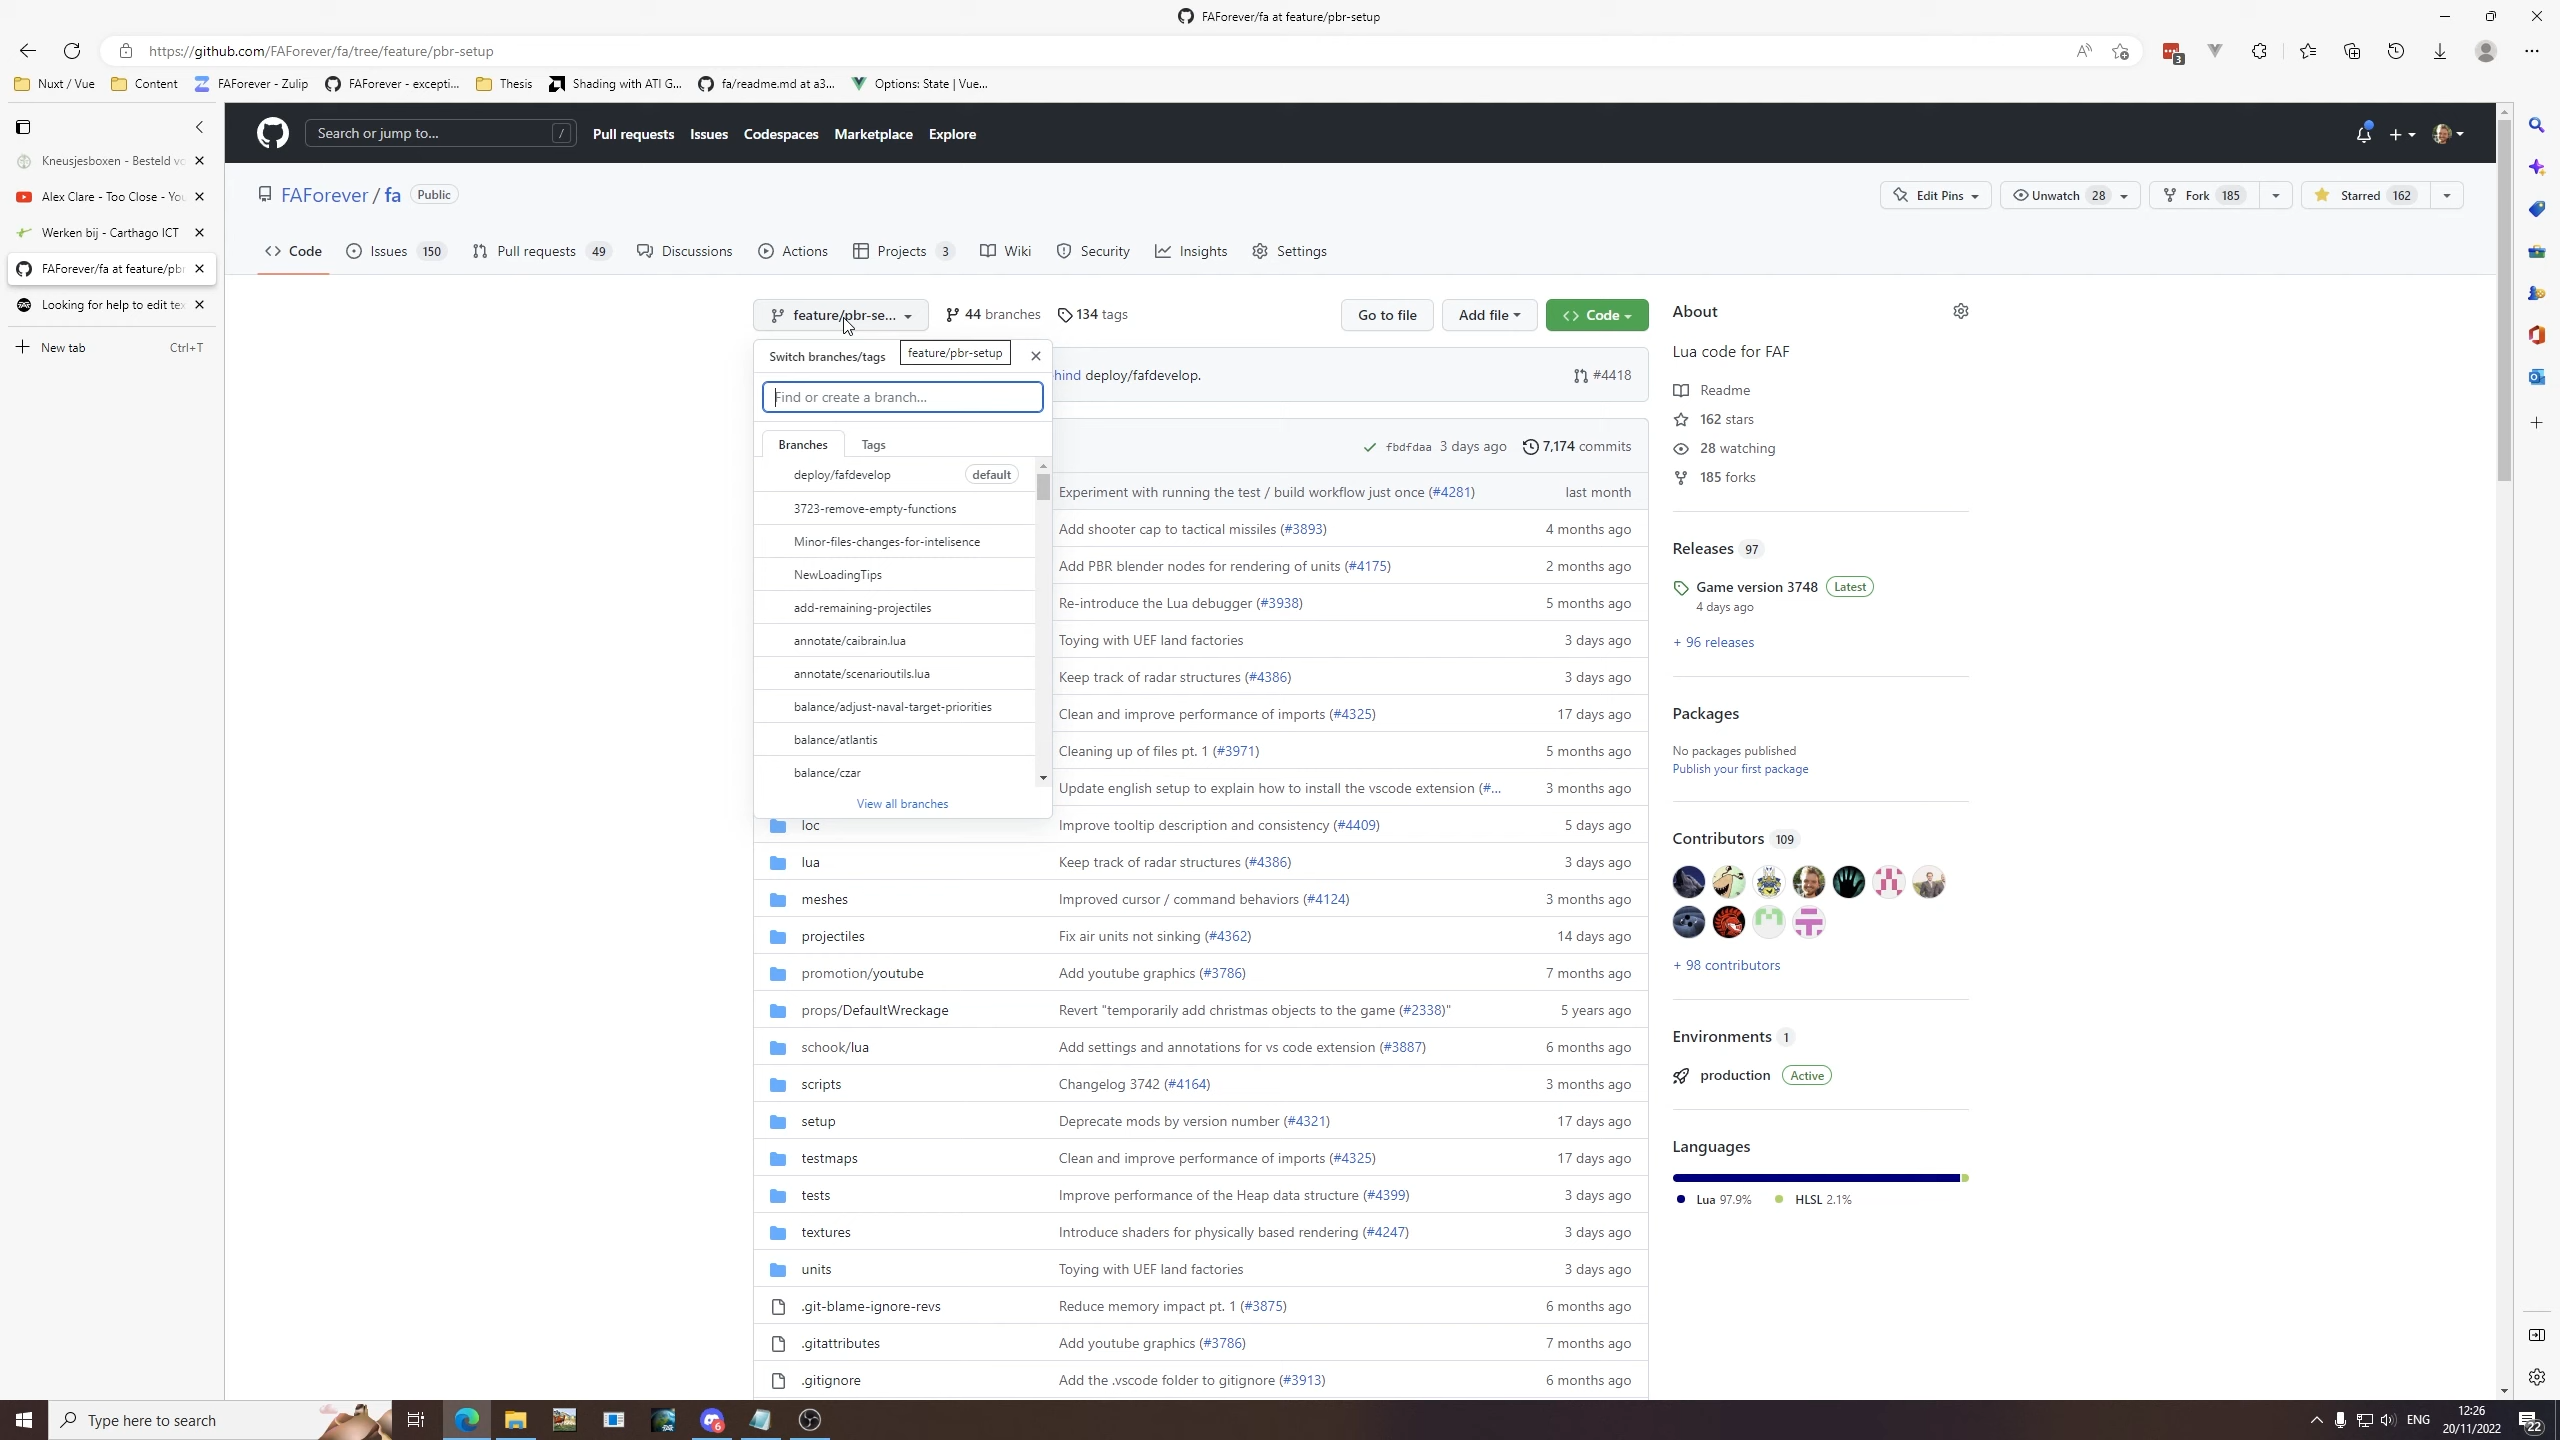 FAForever/fa at feature/pbr-setup
https://github.com/FAForever/fa/tree/feature/pbr-setup
3
Nuxt / Vue
Content
FAForever - Zulip
FAForever - excepti...
Thesis
Shading with ATI G...
fa/readme.md at a3...
Options: State | Vue...
Kneusjesboxen - Besteld vo
Alex Clare - Too Close - You
Werken bij - Carthago ICT
FAForever/fa at feature/pbr
Looking for help to edit tex
New tab Ctrl+T
Search or jump to... /
Pull requests Issues Codespaces Marketplace Explore
FAForever / fa Public
Edit Pins Unwatch 28 Fork 185 Starred 162
Code Issues 150 Pull requests 49 Discussions Actions Projects 3 Wiki Security Insights Settings
feature/pbr-se... 44 branches 134 tags Go to file Add file Code
Switch branches/tags
feature/pbr-setup
Find or create a branch...
Branches Tags
deploy/fafdevelop default
3723-remove-empty-functions
Minor-files-changes-for-intelisence
NewLoadingTips
add-remaining-projectiles
annotate/caibrain.lua
annotate/scenarioutils.lua
balance/adjust-naval-target-priorities
balance/atlantis
balance/czar
View all branches
hind deploy/fafdevelop. #4418
fbdfdaa 3 days ago 7,174 commits
Experiment with running the test / build workflow just once (#4281) last month
Add shooter cap to tactical missiles (#3893) 4 months ago
Add PBR blender nodes for rendering of units (#4175) 2 months ago
Re-introduce the Lua debugger (#3938) 5 months ago
Toying with UEF land factories 3 days ago
Keep track of radar structures (#4386) 3 days ago
Clean and improve performance of imports (#4325) 17 days ago
Cleaning up of files pt. 1 (#3971) 5 months ago
Update english setup to explain how to install the vscode extension (#... 3 months ago
loc Improve tooltip description and consistency (#4409) 5 days ago
lua Keep track of radar structures (#4386) 3 days ago
meshes Improved cursor / command behaviors (#4124) 3 months ago
projectiles Fix air units not sinking (#4362) 14 days ago
promotion/youtube Add youtube graphics (#3786) 7 months ago
props/DefaultWreckage Revert "temporarily add christmas objects to the game (#2338)" 5 years ago
schook/lua Add settings and annotations for vs code extension (#3887) 6 months ago
scripts Changelog 3742 (#4164) 3 months ago
setup Deprecate mods by version number (#4321) 17 days ago
testmaps Clean and improve performance of imports (#4325) 17 days ago
tests Improve performance of the Heap data structure (#4399) 3 days ago
textures Introduce shaders for physically based rendering (#4247) 3 days ago
units Toying with UEF land factories 3 days ago
.git-blame-ignore-revs Reduce memory impact pt. 1 (#3875) 6 months ago
.gitattributes Add youtube graphics (#3786) 7 months ago
.gitignore Add the .vscode folder to gitignore (#3913) 6 months ago
About
Lua code for FAF
Readme
162 stars
28 watching
185 forks
Releases 97
Game version 3748 Latest
4 days ago
+ 96 releases
Packages
No packages published
Publish your first package
Contributors 109
+ 98 contributors
Environments 1
production Active
Languages
Lua 97.9% HLSL 2.1%
Type here to search
6
ENG
12:26
20/11/2022
22